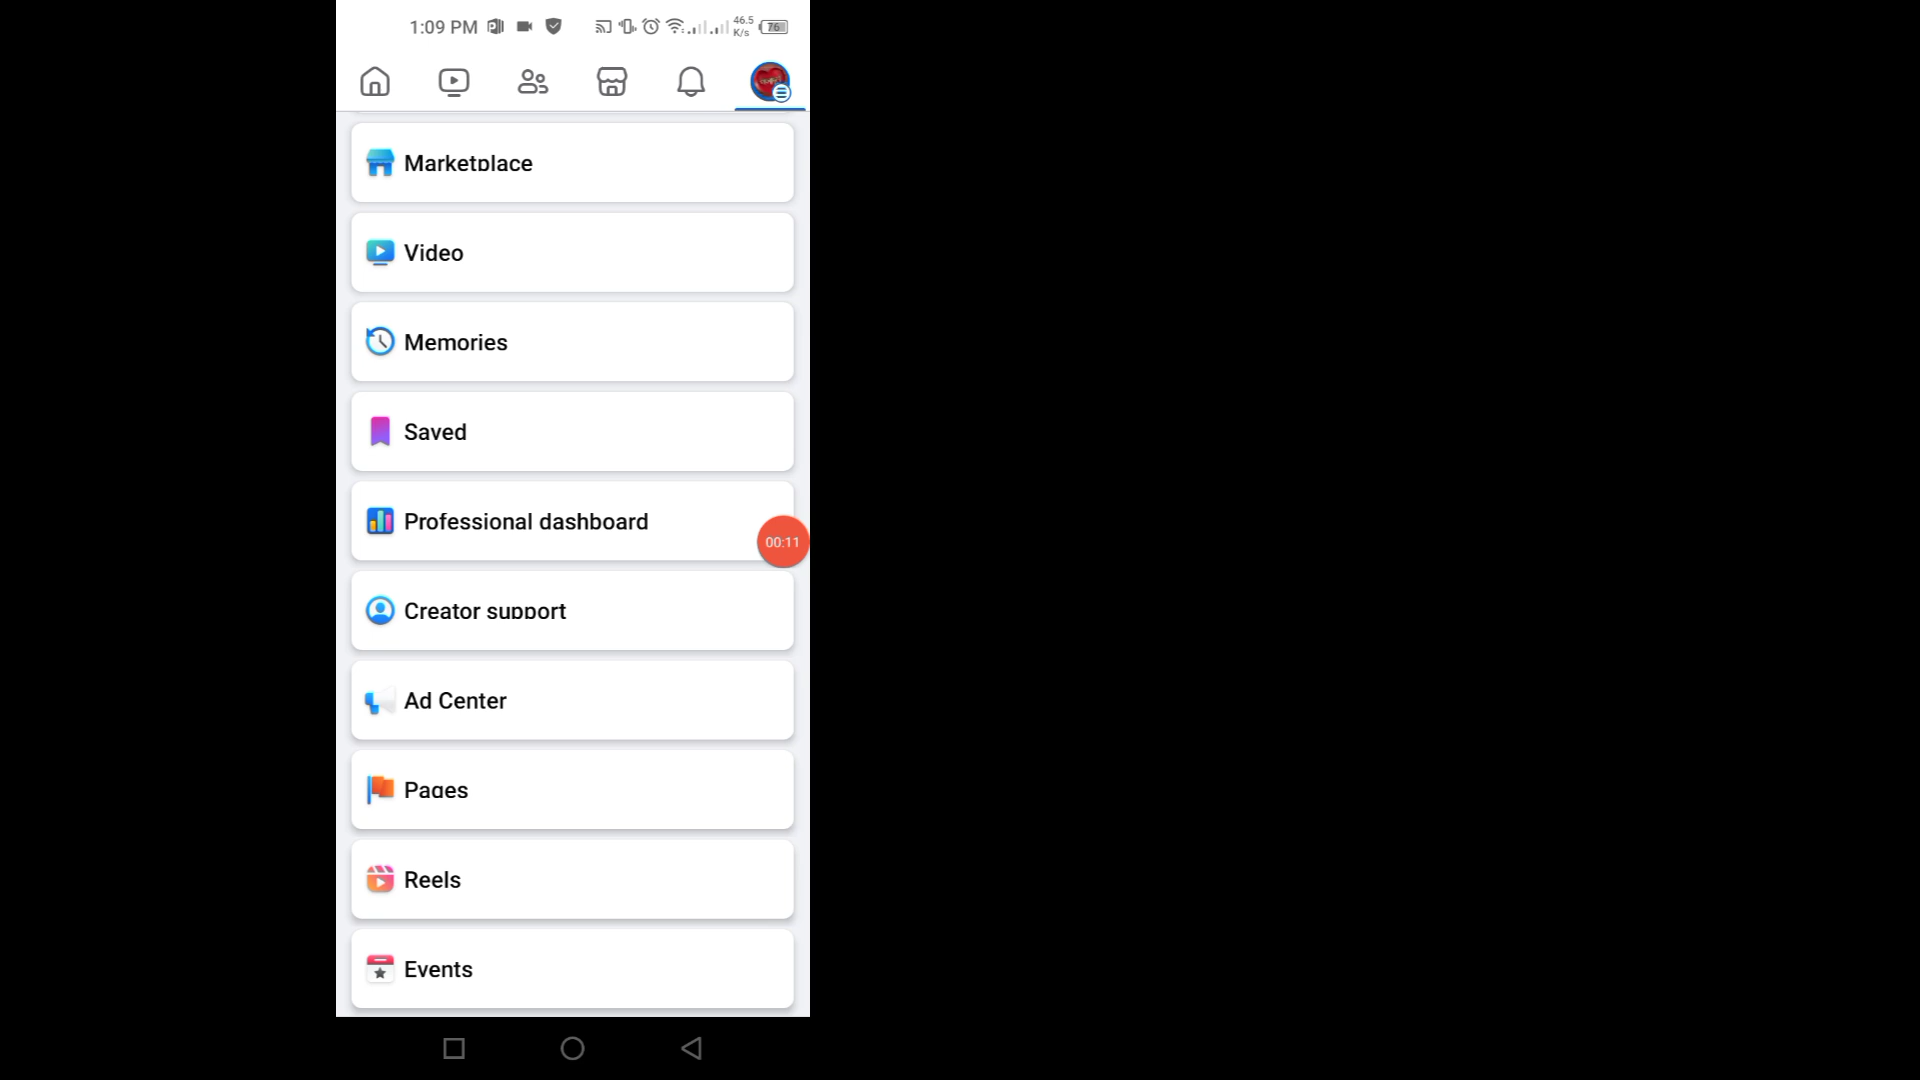 1:09 PM
46.5
K/s
76
Marketplace
Video
Memories
Saved
Professional dashboard
00:11
Creator support
Ad Center
Pages
Reels
Events